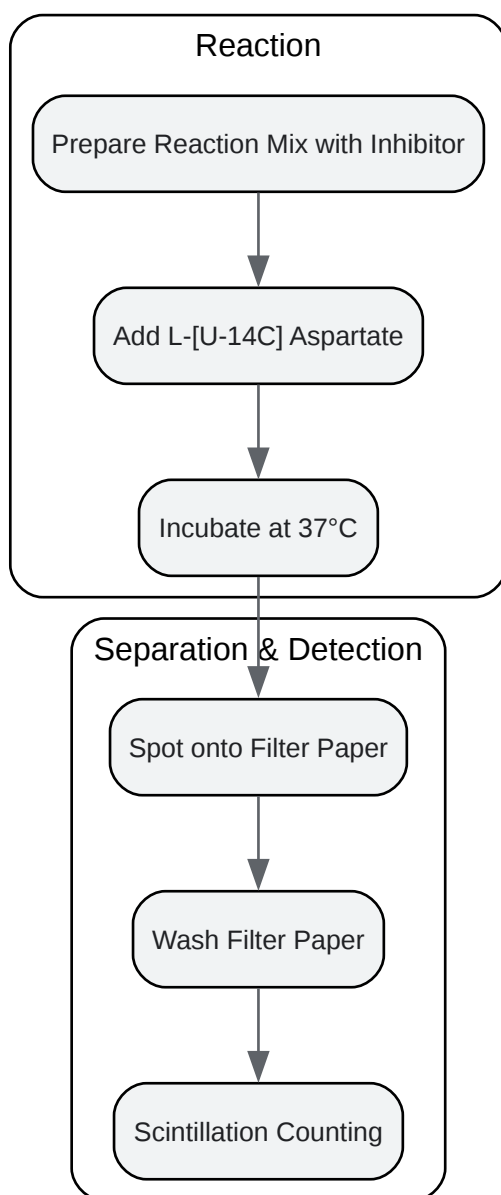 Reaction
Prepare Reaction Mix with Inhibitor
Add L-[U-14C] Aspartate
Incubate at 37°C
Separation & Detection
Spot onto Filter Paper
Wash Filter Paper
Scintillation Counting